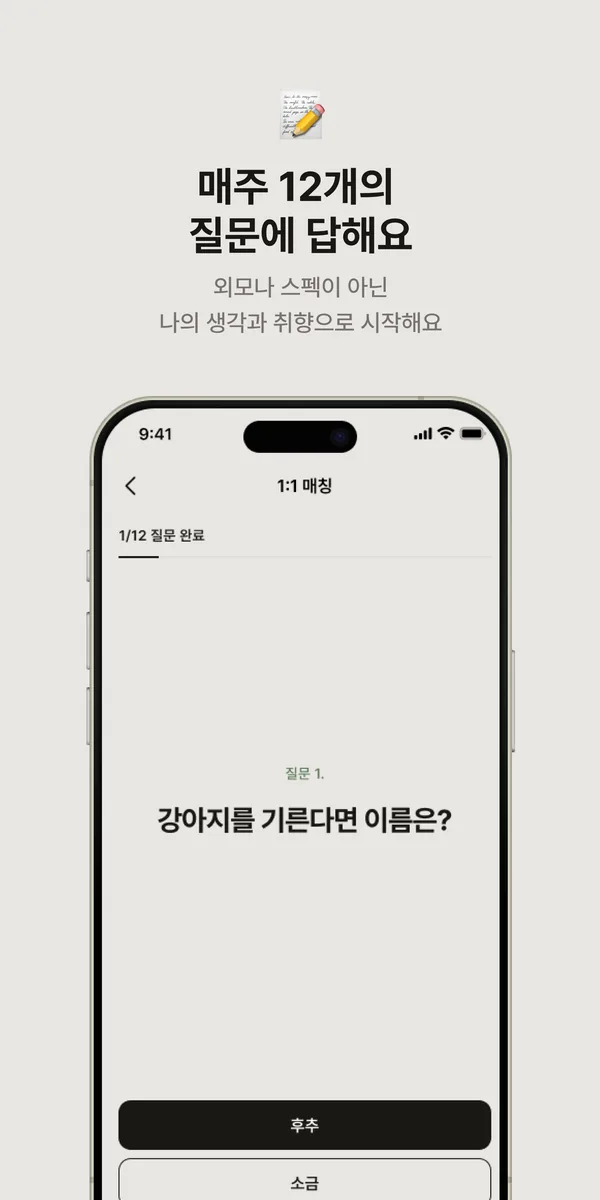 매주 12개의
질문에 답해요
외모나 스펙이 아닌
나의 생각과 취향으로 시작해요
9:41
1:1 매칭
1/12 질문 완료
질문 1.
강아지를 기른다면 이름은?
후추
소금